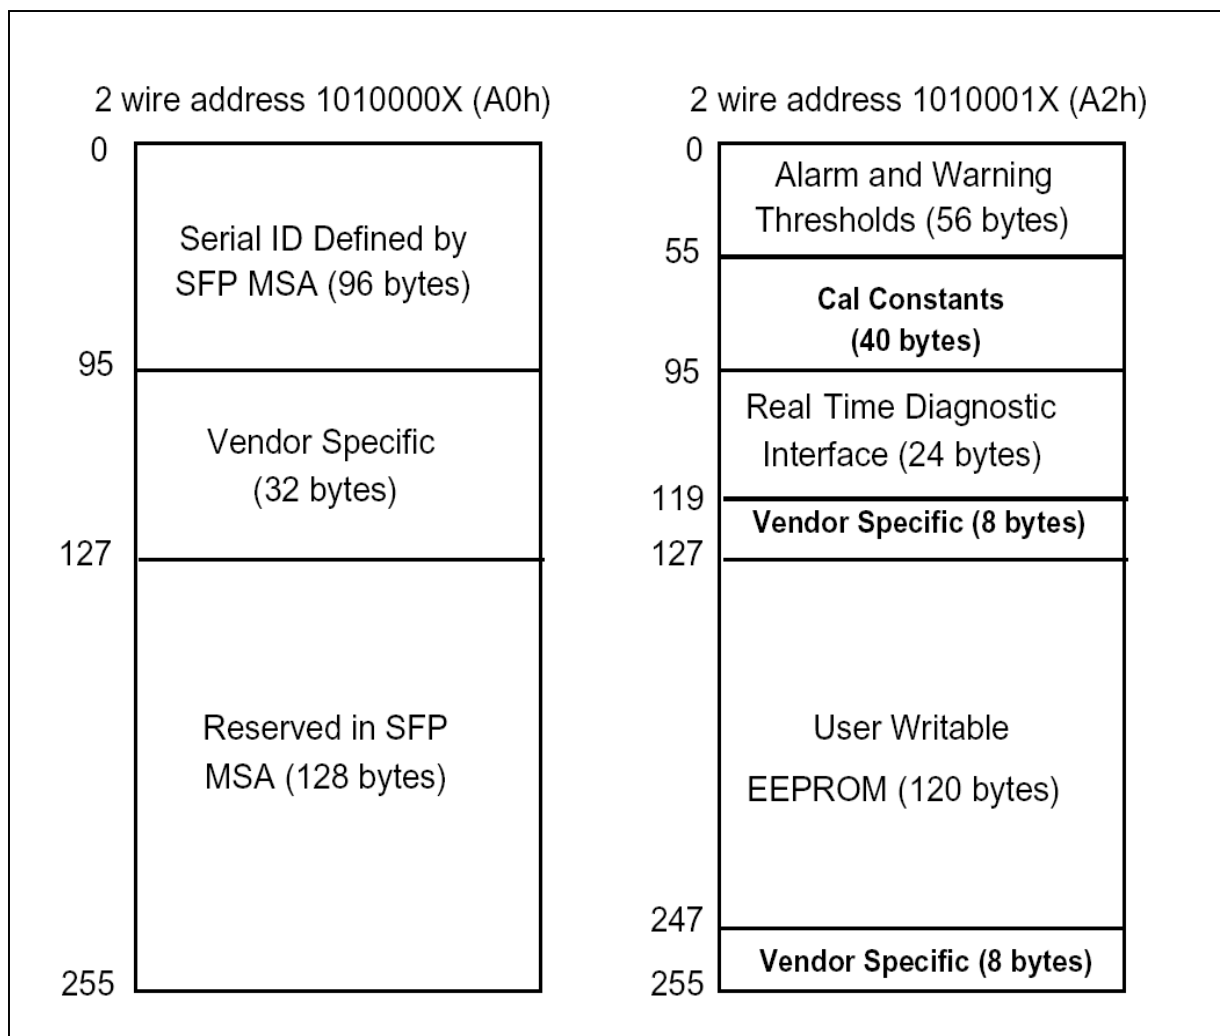 2 wire address 1010000X (A0h)
0
Serial ID Defined by
SFP MSA (96 bytes)
95
Vendor Specific
(32 bytes)
127
Reserved in SFP
MSA (128 bytes)
255
2 wire address 1010001X (A2h)
0
Alarm and Warning
Thresholds (56 bytes)
55
Cal Constants
(40 bytes)
95
Real Time Diagnostic
Interface (24 bytes)
119
Vendor Specific (8 bytes)
127
User Writable
EEPROM (120 bytes)
247
Vendor Specific (8 bytes)
255